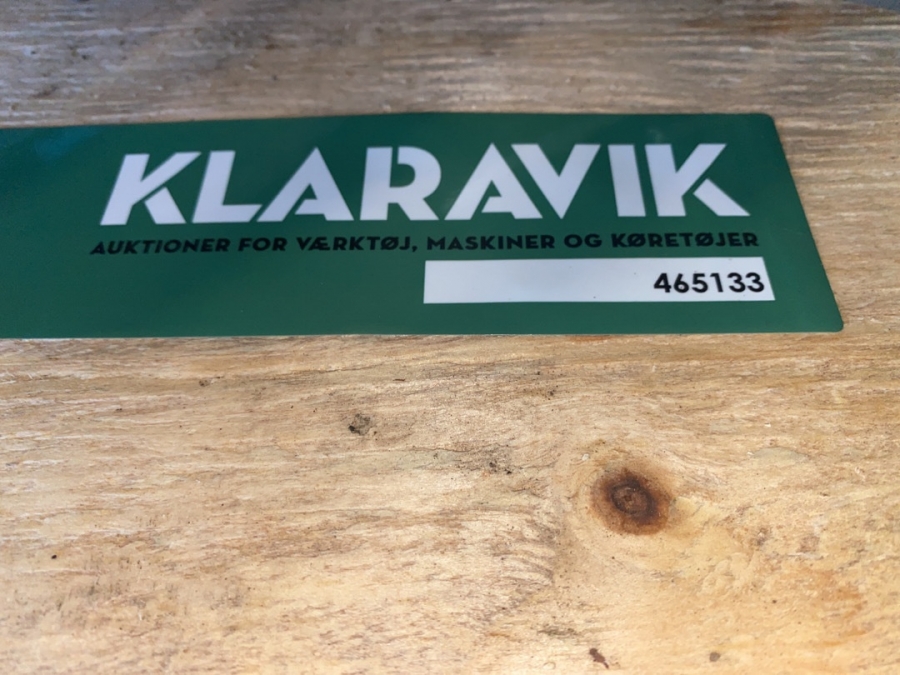 KLARAVIK
AUKTIONER FOR VÆRKTØJ, MASKINER OG KØRETØJER
465133